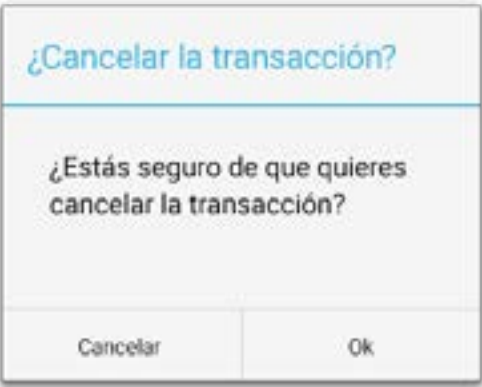 ¿Cancelar la transacción?
¿Estás seguro de que quieres
cancelar la transacción?
Cancelar
Ok